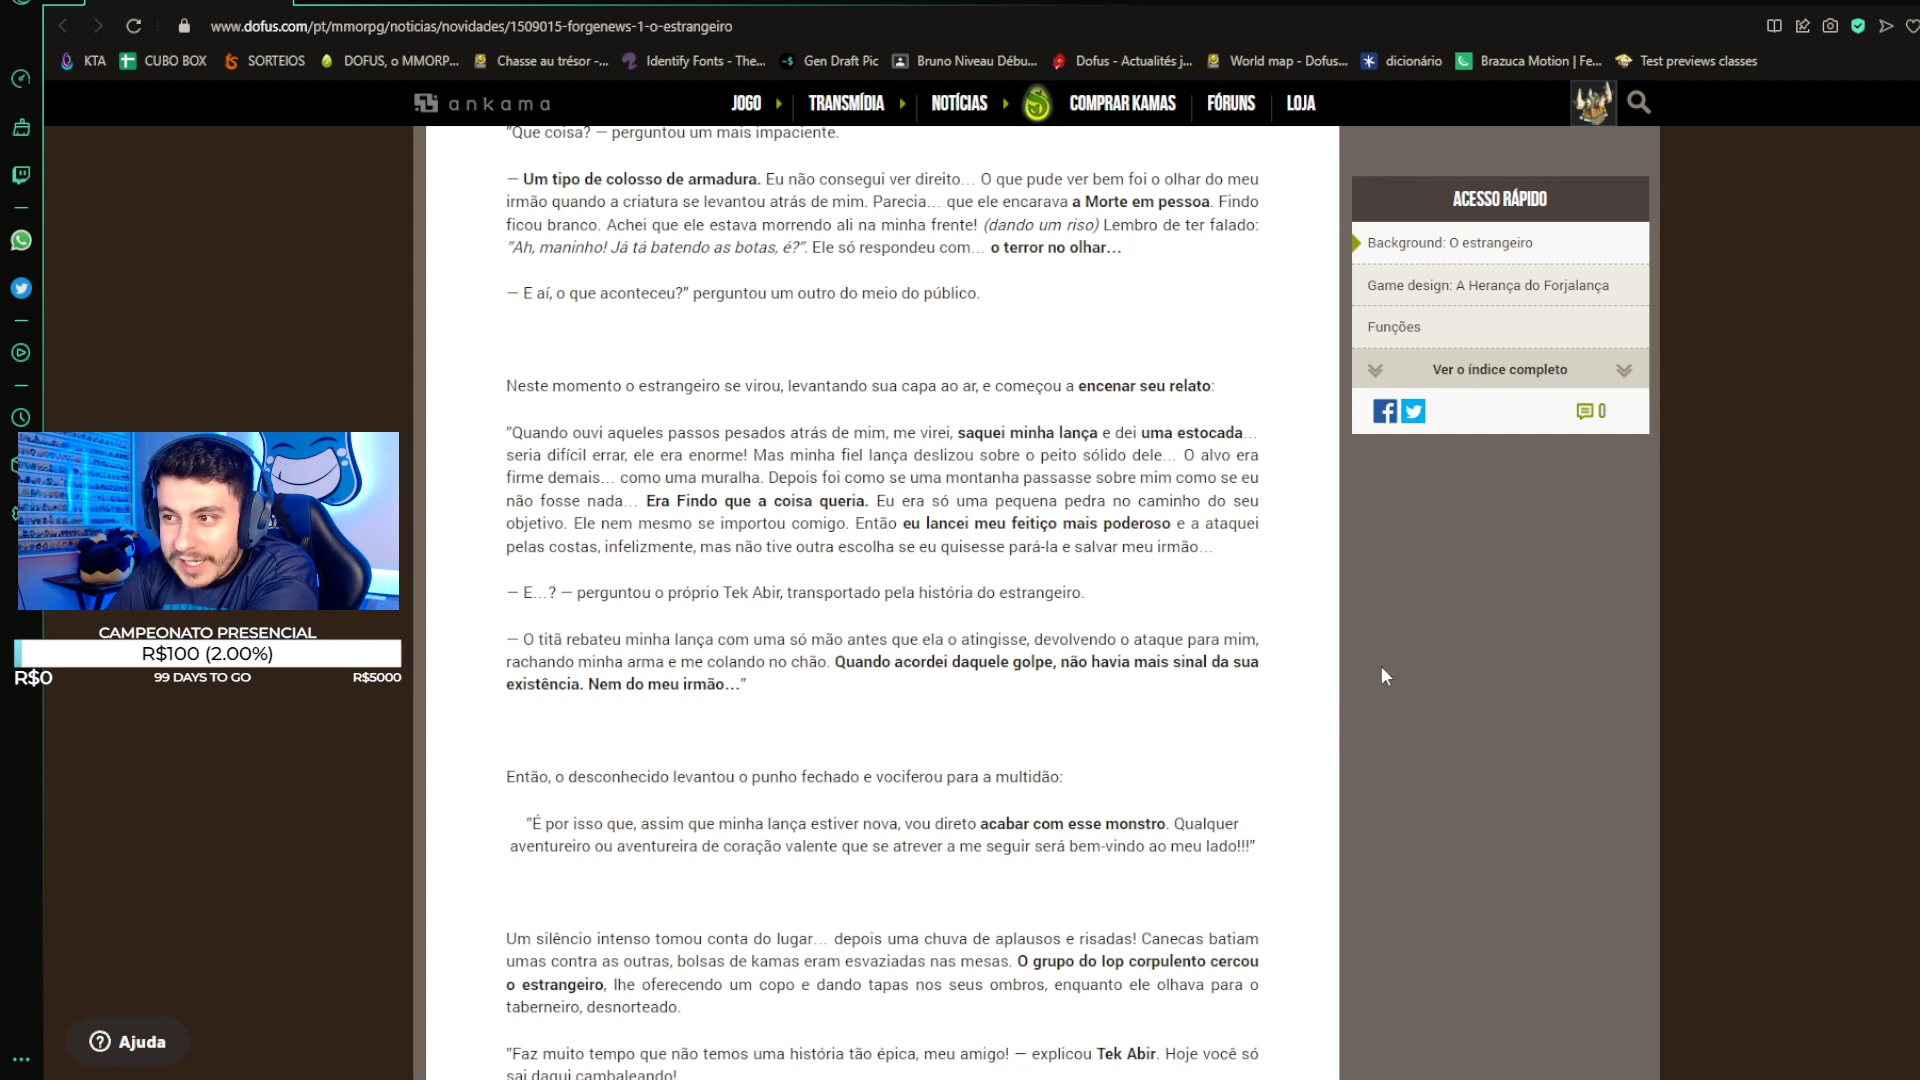 www.dofus.com/pt/mmorpg/noticias/novidades/1509015-forgenews-1-o-estrangeiro
KTA
CUBO BOX
SORTEIOS
DOFUS, o MMORP...
Chasse au trésor -...
Identify Fonts - The...
Gen Draft Pic
Bruno Niveau Débu...
Dofus - Actualités j...
World map - Dofus...
dicionário
Brazuca Motion | Fe...
Test previews classes
ankama
JOGO
TRANSMÍDIA
NOTÍCIAS
COMPRAR KAMAS
FÓRUNS
LOJA
"Que coisa? — perguntou um mais impaciente.
— Um tipo de colosso de armadura. Eu não consegui ver direito… O que pude ver bem foi o olhar do meu
irmão quando a criatura se levantou atrás de mim. Parecia… que ele encarava a Morte em pessoa. Findo
ficou branco. Achei que ele estava morrendo ali na minha frente! (dando um riso) Lembro de ter falado:
"Ah, maninho! Já tá batendo as botas, é?". Ele só respondeu com… o terror no olhar…
— E aí, o que aconteceu?" perguntou um outro do meio do público.
Neste momento o estrangeiro se virou, levantando sua capa ao ar, e começou a encenar seu relato:
"Quando ouvi aqueles passos pesados atrás de mim, me virei, saquei minha lança e dei uma estocada…
seria difícil errar, ele era enorme! Mas minha fiel lança deslizou sobre o peito sólido dele… O alvo era
firme demais… como uma muralha. Depois foi como se uma montanha passasse sobre mim como se eu
não fosse nada… Era Findo que a coisa queria. Eu era só uma pequena pedra no caminho do seu
objetivo. Ele nem mesmo se importou comigo. Então eu lancei meu feitiço mais poderoso e a ataquei
pelas costas, infelizmente, mas não tive outra escolha se eu quisesse pará-la e salvar meu irmão…
— E…? — perguntou o próprio Tek Abir, transportado pela história do estrangeiro.
— O titã rebateu minha lança com uma só mão antes que ela o atingisse, devolvendo o ataque para mim,
rachando minha arma e me colando no chão. Quando acordei daquele golpe, não havia mais sinal da sua
existência. Nem do meu irmão…"
Então, o desconhecido levantou o punho fechado e vociferou para a multidão:
"É por isso que, assim que minha lança estiver nova, vou direto acabar com esse monstro. Qualquer
aventureiro ou aventureira de coração valente que se atrever a me seguir será bem-vindo ao meu lado!!!"
Um silêncio intenso tomou conta do lugar… depois uma chuva de aplausos e risadas! Canecas batiam
umas contra as outras, bolsas de kamas eram esvaziadas nas mesas. O grupo do Iop corpulento cercou
o estrangeiro, lhe oferecendo um copo e dando tapas nos seus ombros, enquanto ele olhava para o
taberneiro, desnorteado.
"Faz muito tempo que não temos uma história tão épica, meu amigo! — explicou Tek Abir. Hoje você só
sai daqui cambaleando!
ACESSO RÁPIDO
Background: O estrangeiro
Game design: A Herança do Forjalança
Funções
Ver o índice completo
0
CAMPEONATO PRESENCIAL
R$100 (2.00%)
R$0
99 DAYS TO GO
R$5000
Ajuda